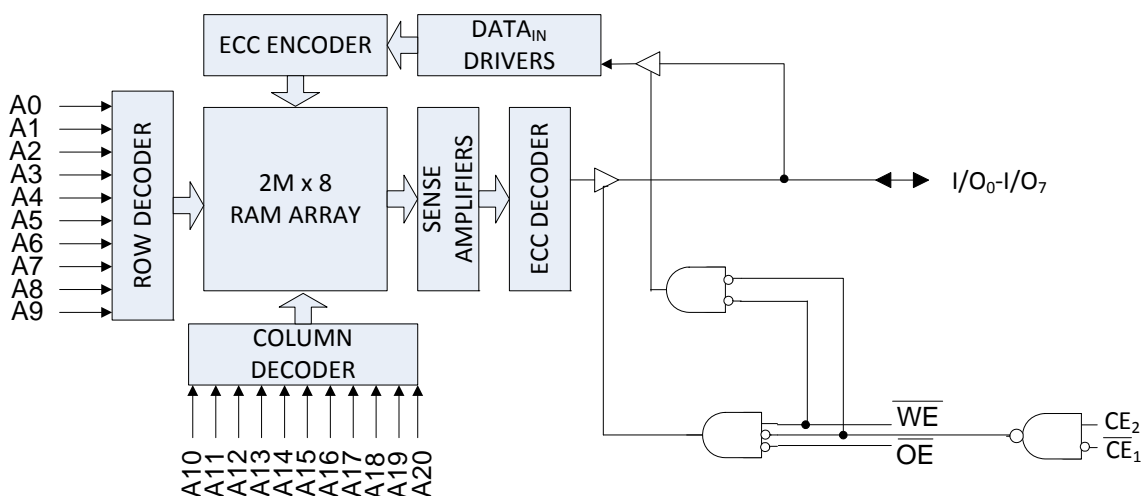 ECC ENCODER
DATAIN
DRIVERS
A0
A1
A2
A3
A4
A5
A6
A7
A8
A9
ROW DECODER
2M x 8
RAM ARRAY
SENSE
AMPLIFIERS
ECC DECODER
I/O0-I/O7
COLUMN
DECODER
A10
A11
A12
A13
A14
A15
A16
A17
A18
A19
A20
WE
OE
CE2
CE1